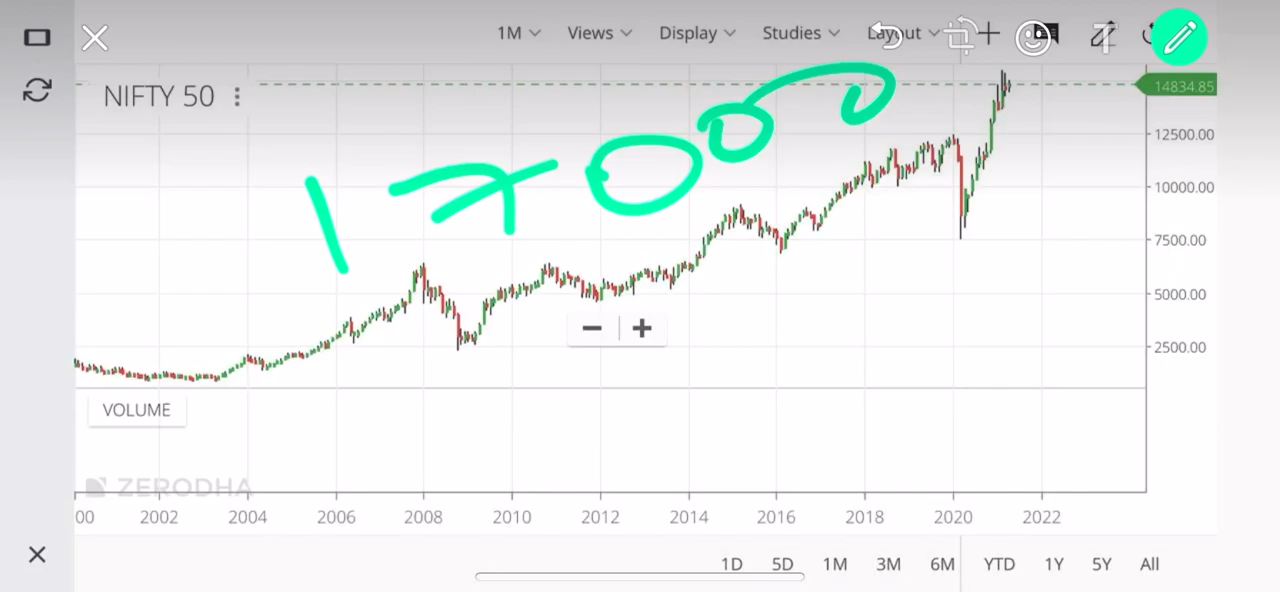 1M Views Display Studies Layout T
NIFTY 50
14834.85
17000
12500.00
10000.00
7500.00
5000.00
2500.00
VOLUME
ZERODHA
00 2002 2004 2006 2008 2010 2012 2014 2016 2018 2020 2022
1D 5D 1M 3M 6M YTD 1Y 5Y All